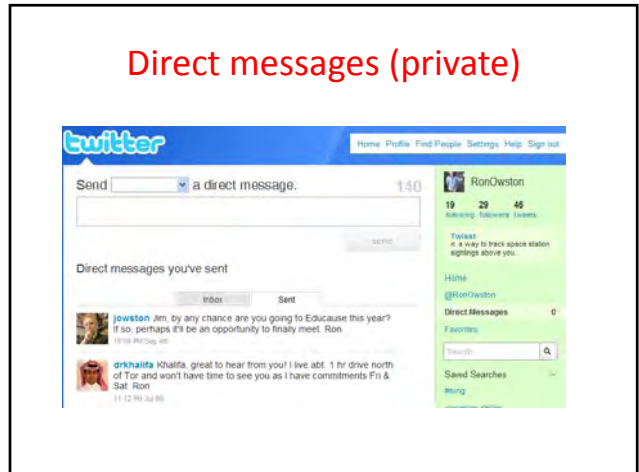 Direct messages (private)
twitter
Home Profile Find People Settings Help Sign out
Send a direct message. 140
send
Direct messages you've sent
Inbox Sent
jowston Jim, by any chance are you going to Educause this year?
If so, perhaps it'll be an opportunity to finally meet. Ron
drkhalifa Khalifa, great to hear from you! I live abt. 1 hr drive north
of Tor and won't have time to see you as I have commitments Fri &
Sat Ron
RonOwston
19 29 46
following followers tweets
Twisst
a way to track space station
sightings above you.
Home
@RonOwston
Direct Messages 0
Favorites
Search
Saved Searches